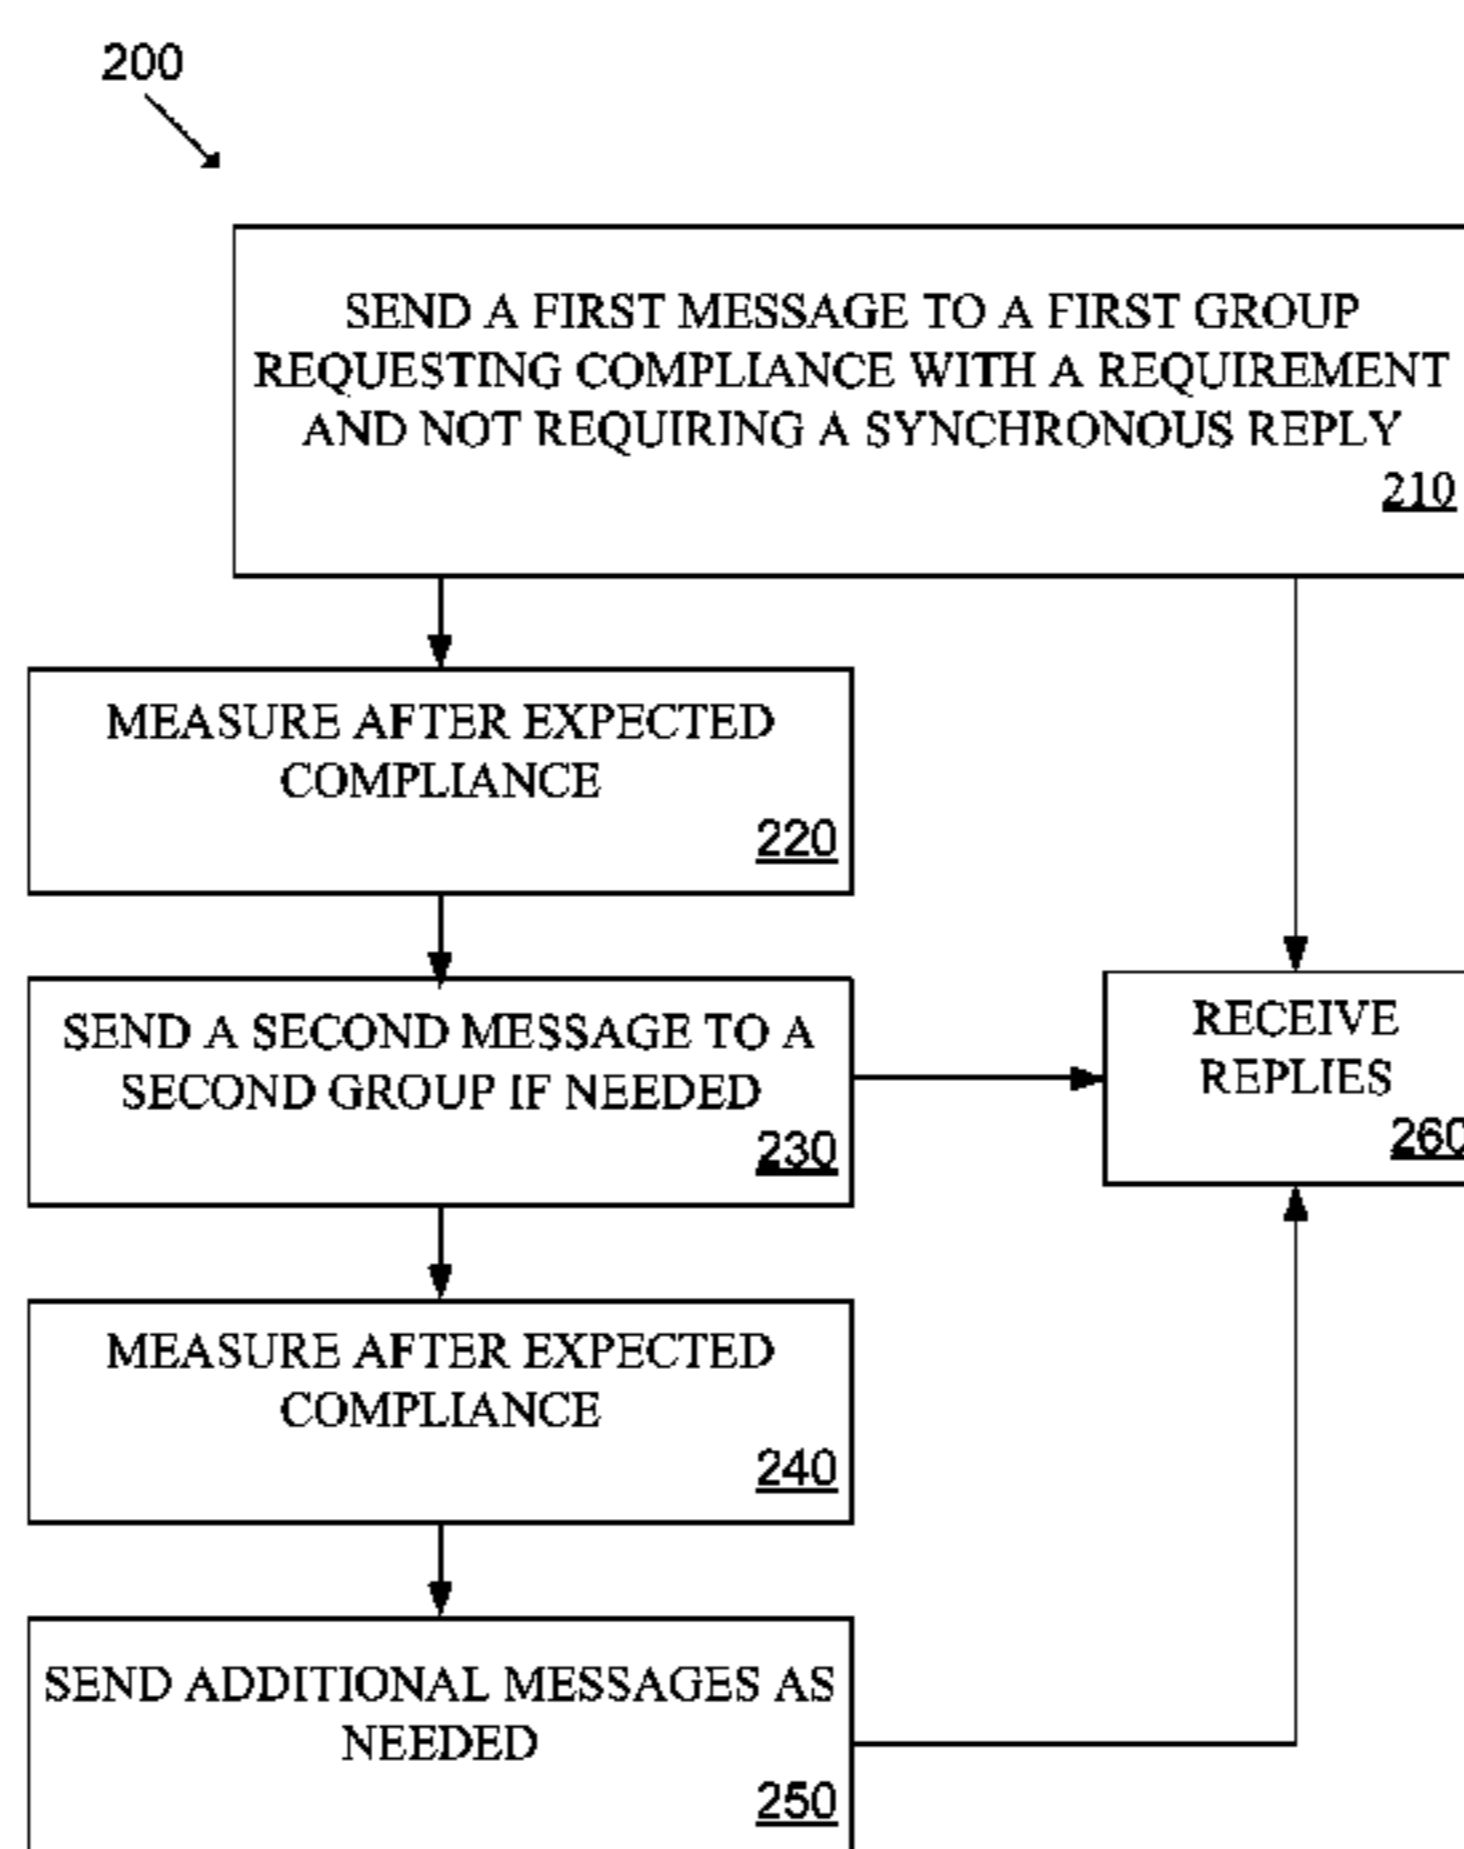 200
SEND A FIRST MESSAGE TO A FIRST GROUP
REQUESTING COMPLIANCE WITH A REQUIREMENT
AND NOT REQUIRING A SYNCHRONOUS REPLY
210
MEASURE AFTER EXPECTED
COMPLIANCE
220
SEND A SECOND MESSAGE TO A
SECOND GROUP IF NEEDED
230
RECEIVE
REPLIES
260
MEASURE AFTER EXPECTED
COMPLIANCE
240
SEND ADDITIONAL MESSAGES AS
NEEDED
250